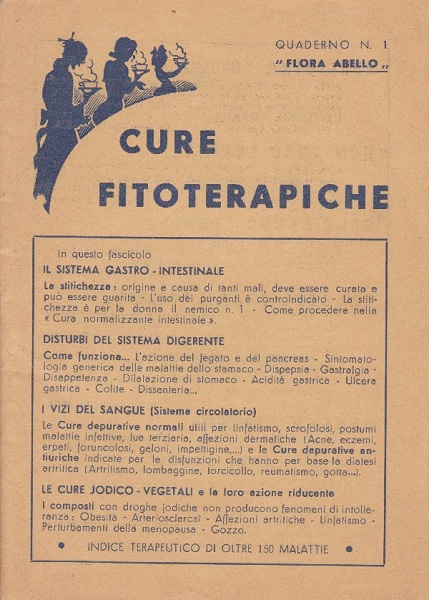 QUADERNO N. 1
"FLORA ABELLO„
CURE
FITOTERAPICHE
In questo fascicolo
IL SISTEMA GASTRO - INTESTINALE
La stitichezza : origine e causa di tanti mali, deve essere curata e
può essere guarita - L'uso dei purganti è controindicato - La stiti-
chezza è per la donna il nemico n. 1 - Come procedere nella
« Cura normalizzante intestinale ».
DISTURBI DEL SISTEMA DIGERENTE
Come funziona... L'azione del fegato e del pancreas - Sintomato-
logia generica delle malattie dello stomaco - Dispepsia - Gastralgia -
Disappetenza - Dilatazione di stomaco - Acidità gastrica - Ulcera
gastrica - Colite - Dissenteria...
I VIZI DEL SANGUE (Sistema circolatorio)
Le Cure depurative normali utili per linfatismo, scrofolosi, postumi
malattie infettive, lue terziaria, affezioni dermatiche (Acne, eczemi,
erpeti, foruncolosi, geloni, impettigine,...) e le Cure depurative an-
tiuriche indicate per le disfunzioni che hanno per base la diatesi
artritica (Artritismo, lombaggine, torcicollo, reumatismo, gotta...).
LE CURE JODICO - VEGETALI e la loro azione riducente
I composti con droghe jodiche non producono fenomeni di intolle-
ranza : Obesità - Arteriosclerosi - Affezioni artritiche - Linfatismo -
Perturbamenti della menopausa - Gozzo.
• INDICE TERAPEUTICO DI OLTRE 150 MALATTIE •